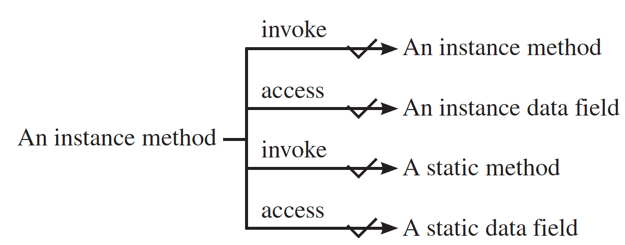 invoke
An instance method
access
An instance data field
An instance method
invoke
A static method
access
A static data field